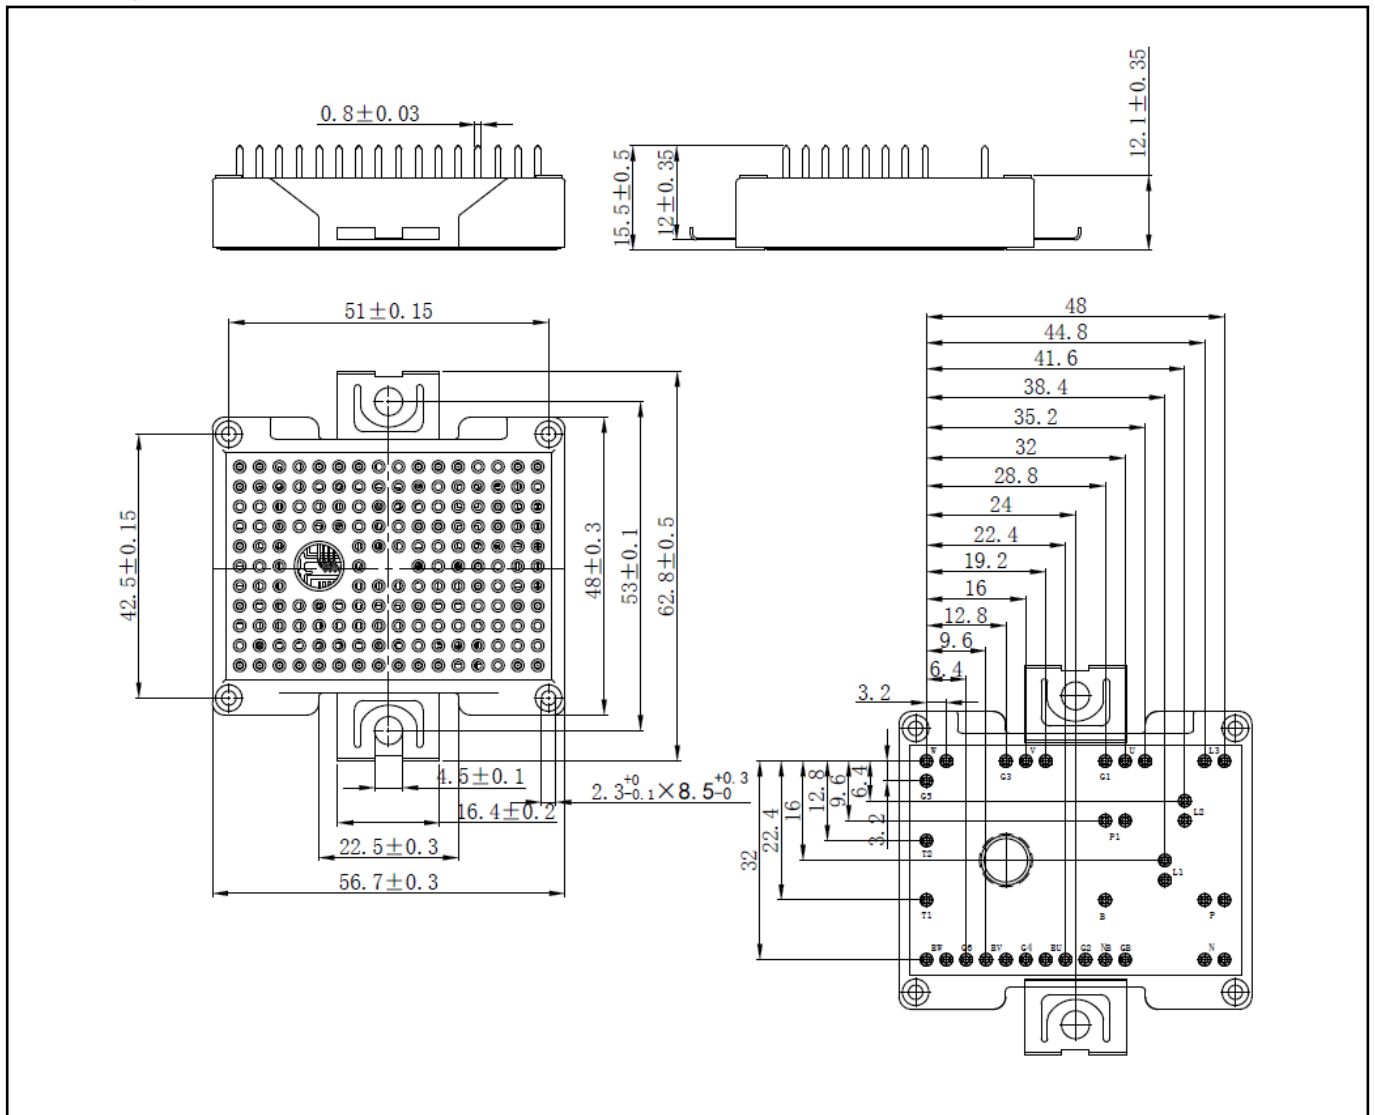 0.8±0.03
15.5±0.5
12±0.35
12.1±0.35
51±0.15
42.5±0.15
48±0.3
53±0.1
62.8±0.5
4.5±0.1
2.3+0-0.1×8.5+0.3-0
16.4±0.2
22.5±0.3
56.7±0.3
48
44.8
41.6
38.4
35.2
32
28.8
24
22.4
19.2
16
12.8
9.6
6.4
3.2
W
V
U
L3
G3
G1
G5
L2
P1
T2
L1
T1
B
P
BW G6 BV G4 BU G2 NB GB N
32
22.4
16
12.8
9.6
6.4
3.2